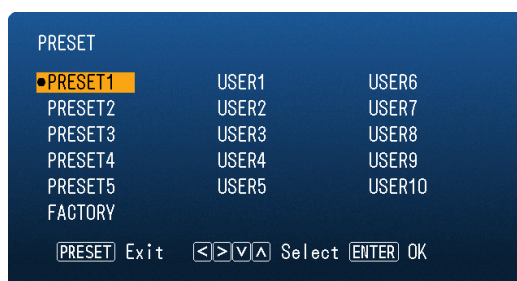 PRESET
●PRESET1 USER1 USER6
PRESET2 USER2 USER7
PRESET3 USER3 USER8
PRESET4 USER4 USER9
PRESET5 USER5 USER10
FACTORY
PRESET Exit <>∨∧ Select ENTER OK